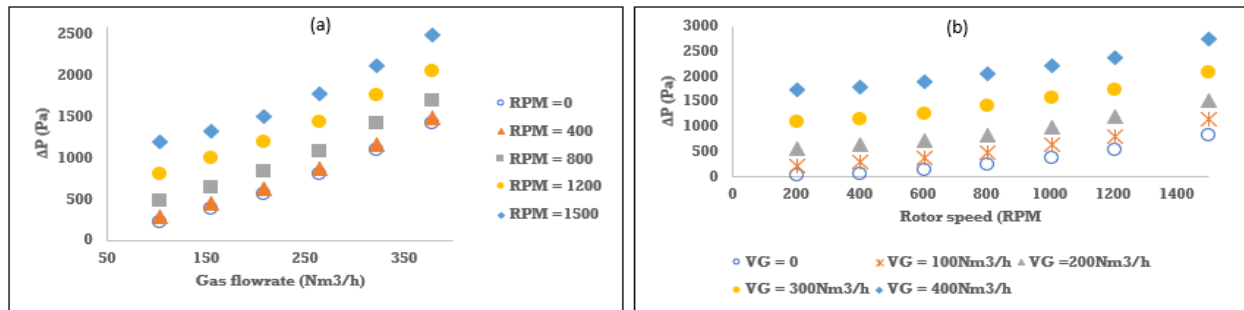 (a)
2500
2000
1500
1000
500
0
ΔP (Pa)
50
150
250
350
Gas flowrate (Nm3/h)
RPM =0
RPM = 400
RPM = 800
RPM = 1200
RPM = 1500
(b)
3000
2500
2000
1500
1000
500
0
ΔP (Pa)
0
200
400
600
800
1000
1200
1400
Rotor speed (RPM
VG = 0
VG = 100Nm3/h
VG =200Nm3/h
VG = 300Nm3/h
VG = 400Nm3/h